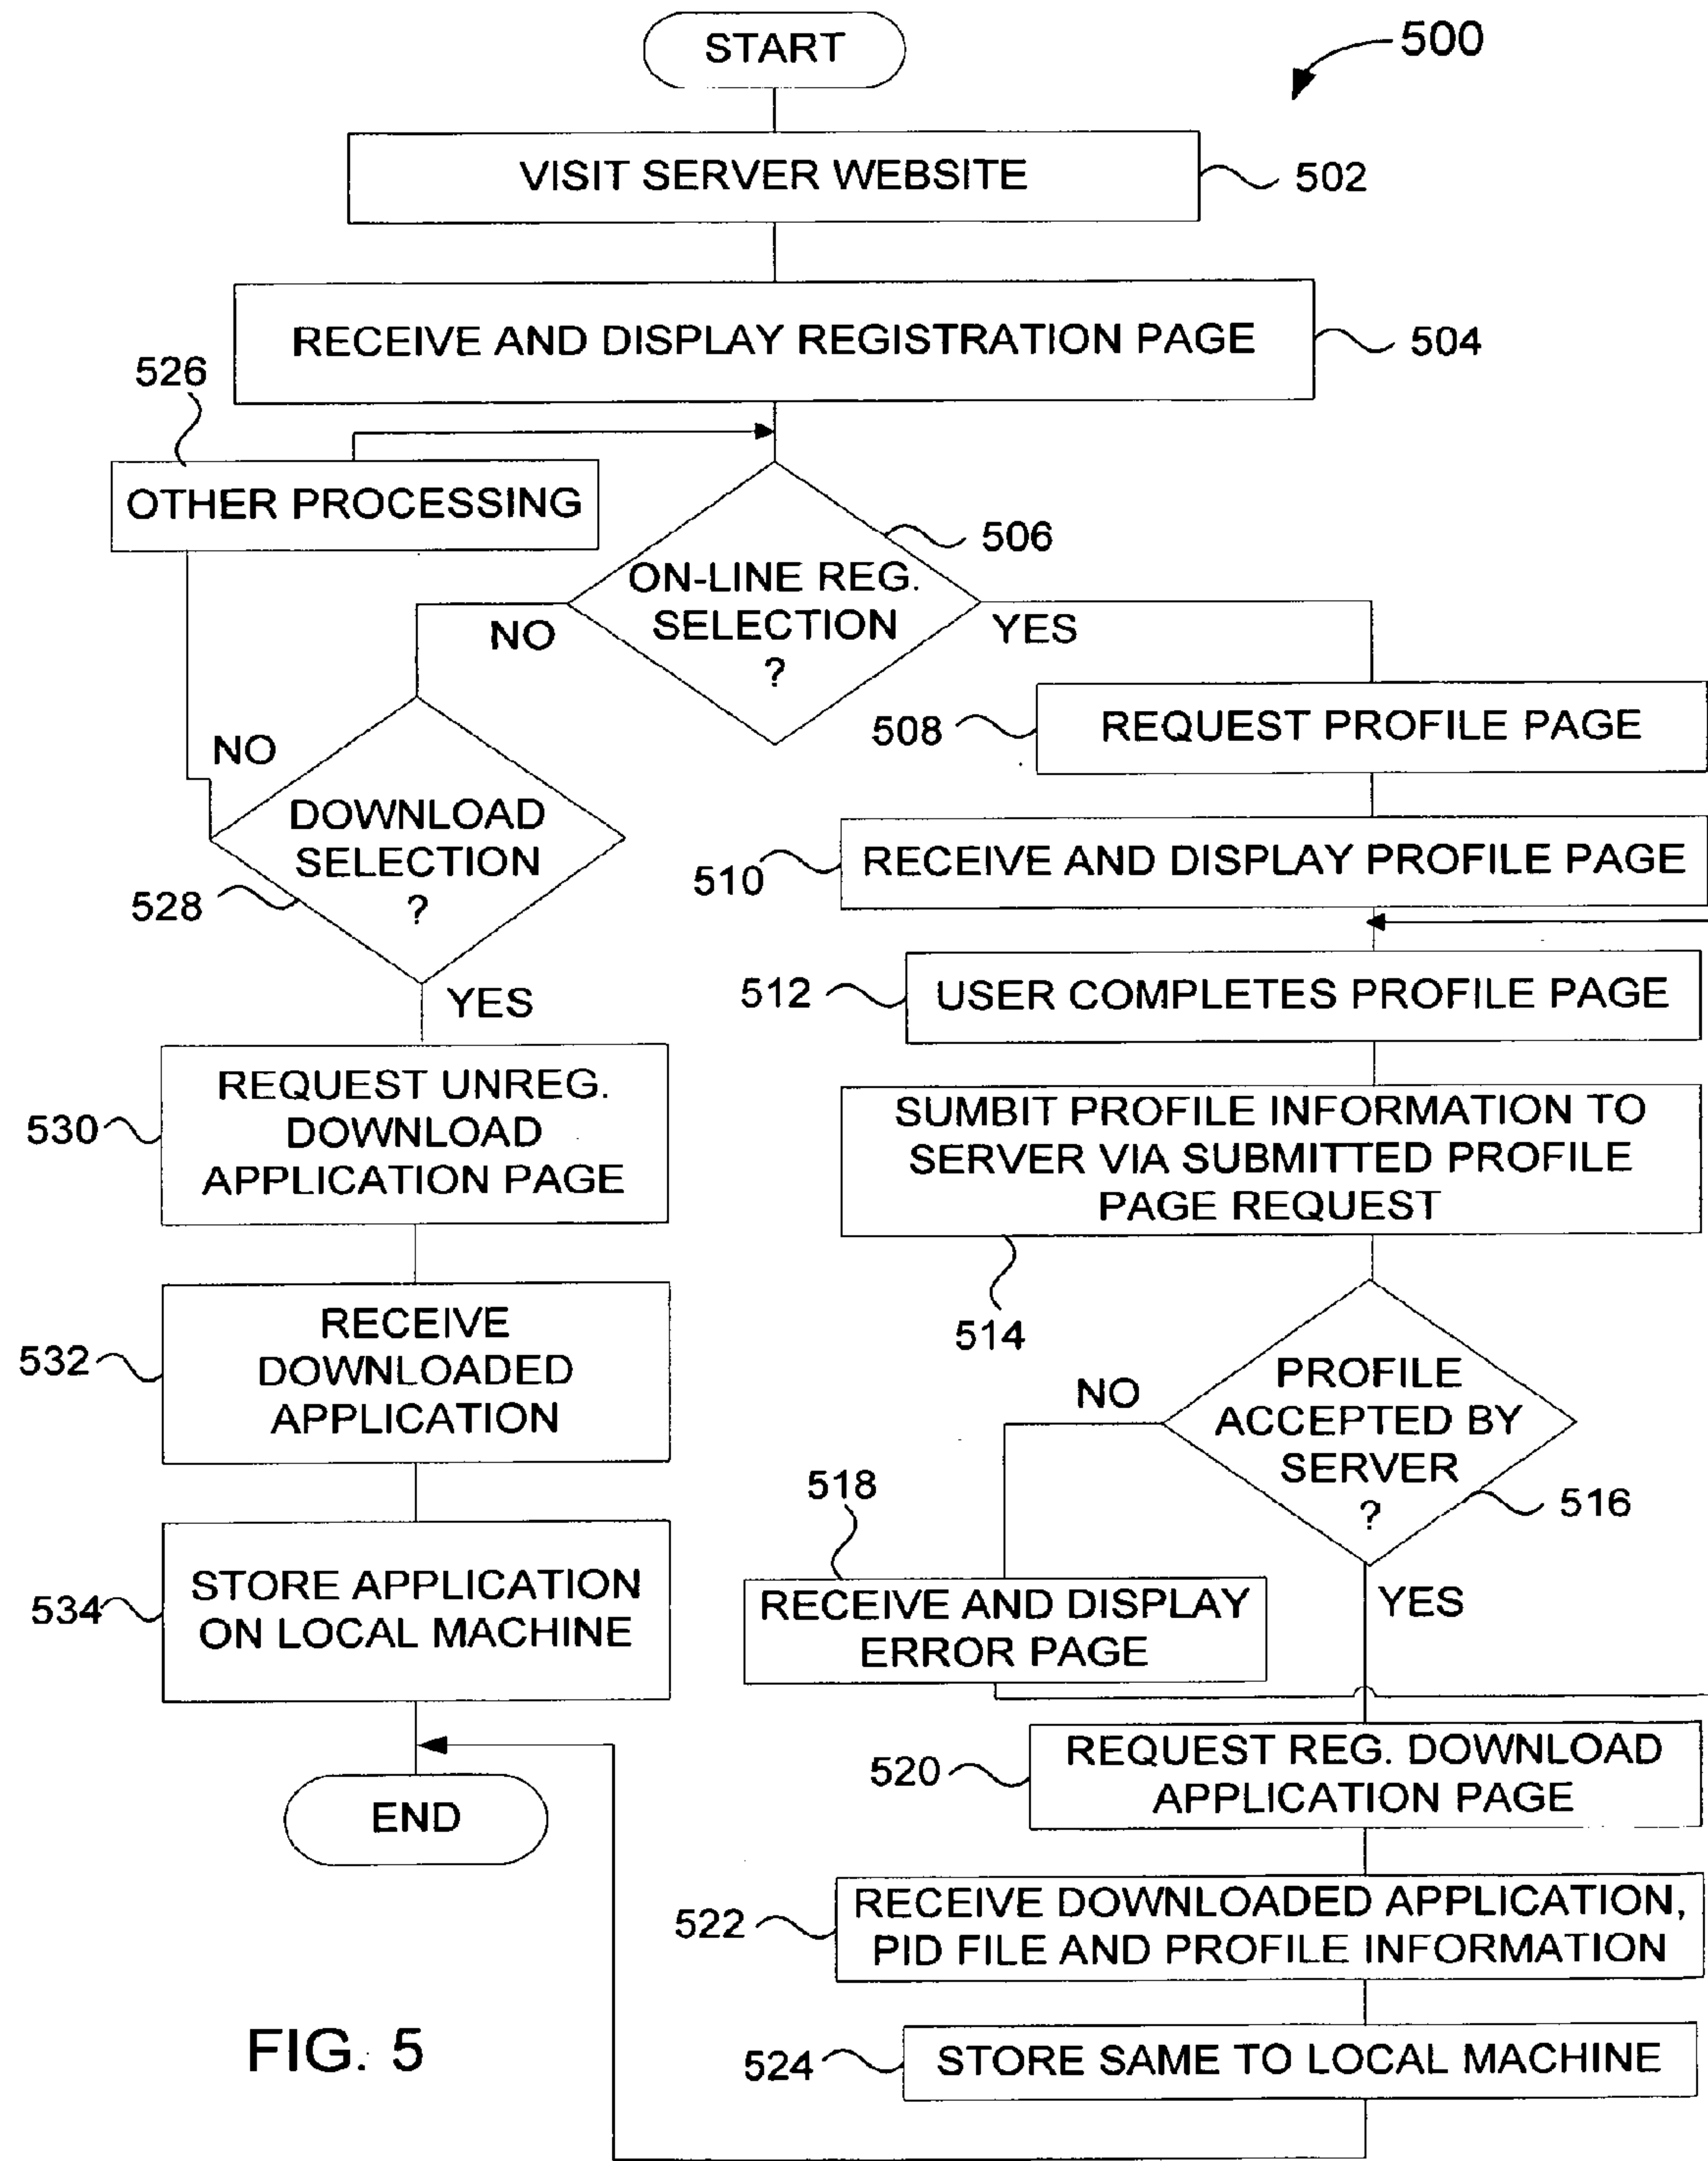 START
500
VISIT SERVER WEBSITE
502
RECEIVE AND DISPLAY REGISTRATION PAGE
504
526
OTHER PROCESSING
506
ON-LINE REG.
SELECTION
?
NO
YES
508
REQUEST PROFILE PAGE
NO
DOWNLOAD
SELECTION
?
528
YES
510
RECEIVE AND DISPLAY PROFILE PAGE
512
USER COMPLETES PROFILE PAGE
530
REQUEST UNREG.
DOWNLOAD
APPLICATION PAGE
SUMBIT PROFILE INFORMATION TO
SERVER VIA SUBMITTED PROFILE
PAGE REQUEST
514
532
RECEIVE
DOWNLOADED
APPLICATION
NO
PROFILE
ACCEPTED BY
SERVER
?
516
YES
518
RECEIVE AND DISPLAY
ERROR PAGE
534
STORE APPLICATION
ON LOCAL MACHINE
520
REQUEST REG. DOWNLOAD
APPLICATION PAGE
END
522
RECEIVE DOWNLOADED APPLICATION,
PID FILE AND PROFILE INFORMATION
524
STORE SAME TO LOCAL MACHINE
FIG. 5